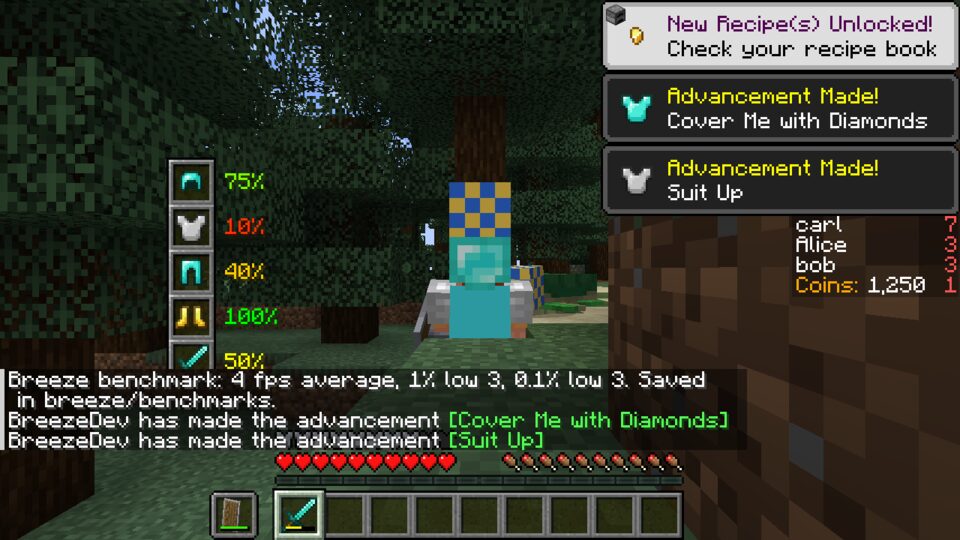 New Recipe(s) Unlocked!
Check your recipe book
Advancement Made!
Cover Me with Diamonds
Advancement Made!
Suit Up
carl 7
Alice 3
bob 3
Coins: 1,250 1
75%
10%
40%
100%
50%
Breeze benchmark: 4 fps average, 1% low 3, 0.1% low 3. Saved
in breeze/benchmarks.
BreezeDev has made the advancement [Cover Me with Diamonds]
BreezeDev has made the advancement [Suit Up]